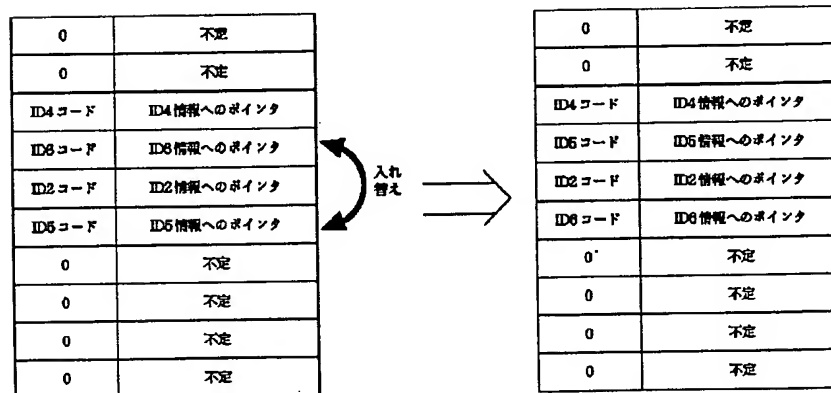 0 不定
0 不定
ID4コード ID4情報へのポインタ
ID6コード ID6情報へのポインタ
ID2コード ID2情報へのポインタ
ID5コード ID5情報へのポインタ
0 不定
0 不定
0 不定
0 不定
入れ
替え
0 不定
0 不定
ID4コード ID4情報へのポインタ
ID5コード ID5情報へのポインタ
ID2コード ID2情報へのポインタ
ID6コード ID6情報へのポインタ
0 不定
0 不定
0 不定
0 不定